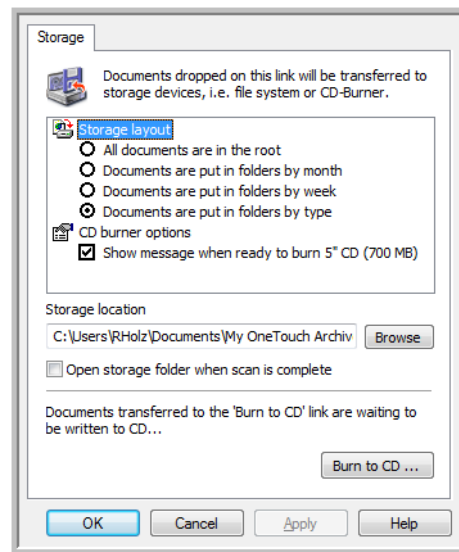 Storage
Documents dropped on this link will be transferred to
storage devices, i.e. file system or CD-Burner.
Storage layout
All documents are in the root
Documents are put in folders by month
Documents are put in folders by week
Documents are put in folders by type
CD burner options
Show message when ready to burn 5" CD (700 MB)
Storage location
C:\Users\RHolz\Documents\My OneTouch Archiv
Browse
Open storage folder when scan is complete
Documents transferred to the 'Burn to CD' link are waiting to
be written to CD...
Burn to CD ...
OK Cancel Apply Help